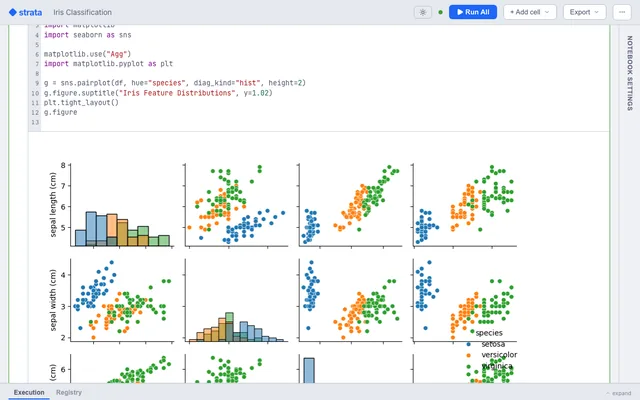 strata Iris Classification Run All + Add cell Export ...
3 import matplotlib
4 import seaborn as sns
5
6 matplotlib.use("Agg")
7 import matplotlib.pyplot as plt
8
9 g = sns.pairplot(df, hue="species", diag_kind="hist", height=2)
10 g.figure.suptitle("Iris Feature Distributions", y=1.02)
11 plt.tight_layout()
12 g.figure
13
NOTEBOOK SETTINGS
sepal length (cm)
8
7
6
5
sepal width (cm)
4
3
2
species
setosa
versicolor
virginica
(cm)
6
Execution Registry expand